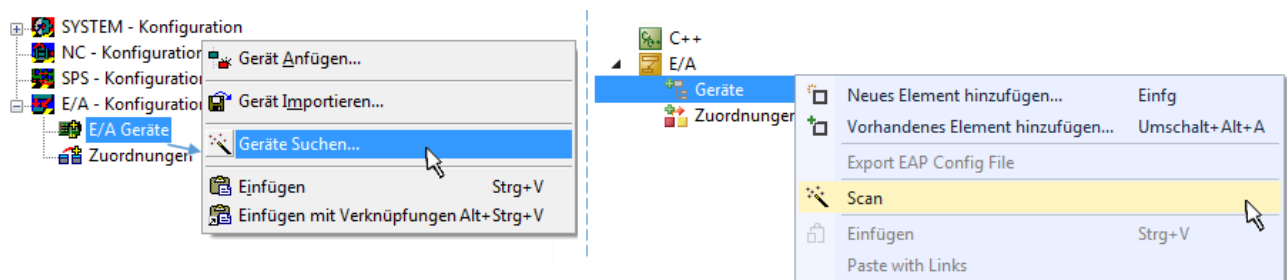 SYSTEM - Konfiguration
NC - Konfiguration
SPS - Konfiguration
E/A - Konfiguration
E/A Geräte
Zuordnungen
Gerät Anfügen...
Gerät Importieren...
Geräte Suchen...
Einfügen Strg+V
Einfügen mit Verknüpfungen Alt+Strg+V
C++
E/A
Geräte
Zuordnunger
Neues Element hinzufügen... Einfg
Vorhandenes Element hinzufügen... Umschalt+Alt+A
Export EAP Config File
Scan
Einfügen Strg+V
Paste with Links